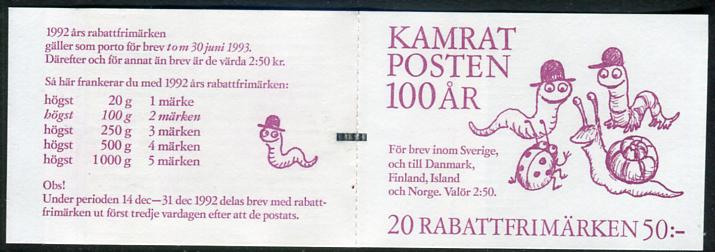 1992 års rabattfrimärken
gäller som porto för brev t o m 30 juni 1993.
Därefter och för annat än brev är de värda 2:50 kr.
Så här frankerar du med 1992 års rabattfrimärken:
högst 20 g 1 märke
högst 100 g 2 märken
högst 250 g 3 märken
högst 500 g 4 märken
högst 1000 g 5 märken
Obs!
Under perioden 14 dec—31 dec 1992 delas brev med rabatt-
frimärken ut först tredje vardagen efter att de postats.
KAMRAT
POSTEN
100 ÅR
För brev inom Sverige,
och till Danmark,
Finland, Island
och Norge. Valör 2:50.
20 RABATTFRIMÄRKEN 50:-